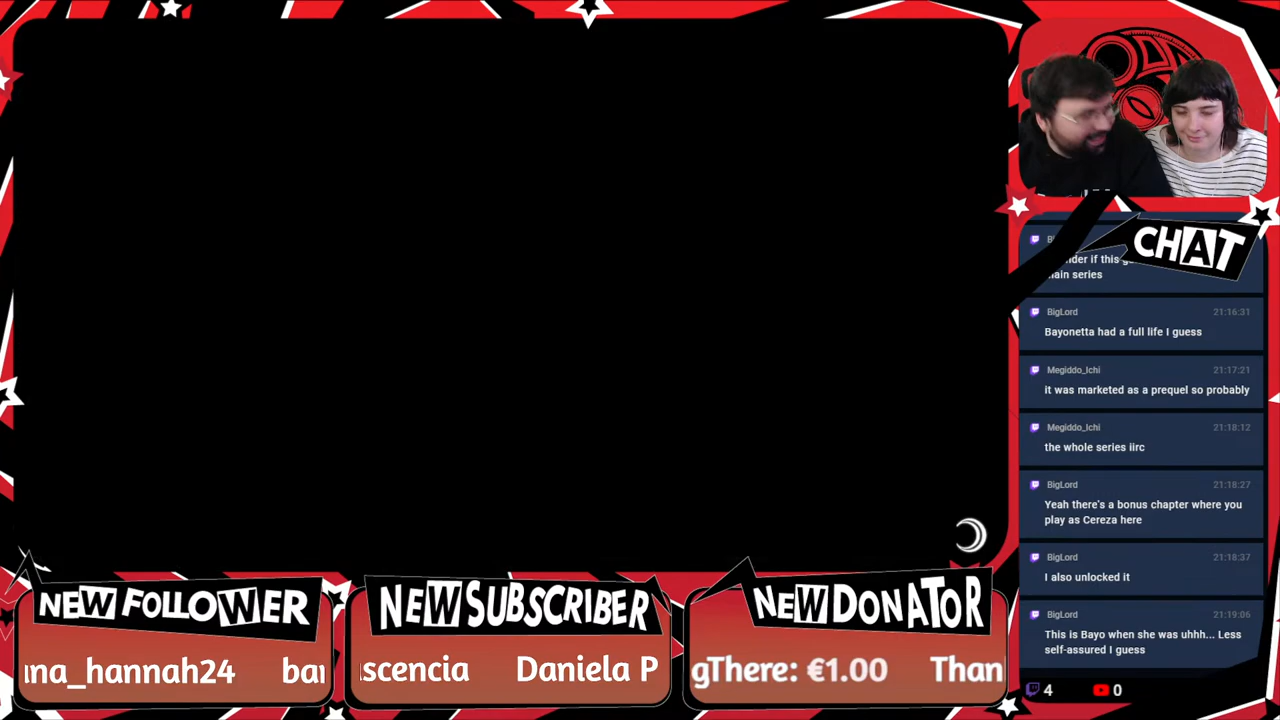 CHAT
main series
BigLord 21:16:31
Bayonetta had a full life I guess
Megiddo_Ichi 21:17:21
it was marketed as a prequel so probably
Megiddo_Ichi 21:18:12
the whole series iirc
BigLord 21:18:27
Yeah there's a bonus chapter where you
play as Cereza here
BigLord 21:18:37
I also unlocked it
BigLord 21:19:06
This is Bayo when she was uhhh... Less
self-assured I guess
4 0
NEW FOLLOWER
NEW SUBSCRIBER
NEW DONATOR
na_hannah24
scencia Daniela P
gThere: €1.00 Than